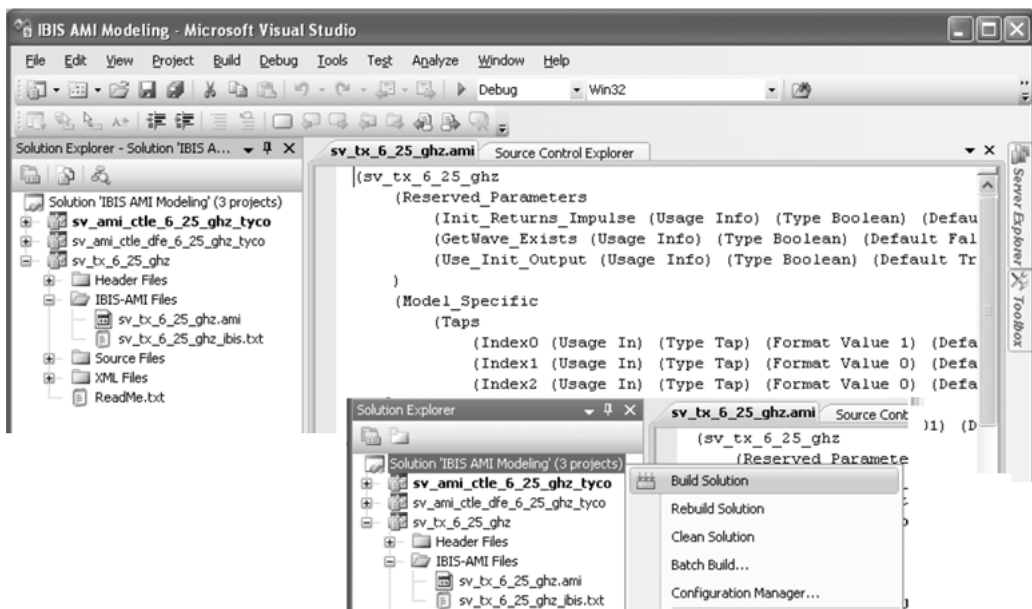 IBIS AMI Modeling - Microsoft Visual Studio
File Edit View Project Build Debug Tools Test Analyze Window Help
Debug Win32
Solution Explorer - Solution 'IBIS A...
Solution 'IBIS AMI Modeling' (3 projects)
sv_ami_ctle_6_25_ghz_tyco
sv_ami_ctle_dfe_6_25_ghz_tyco
sv_tx_6_25_ghz
Header Files
IBIS-AMI Files
sv_tx_6_25_ghz.ami
sv_tx_6_25_ghz_ibis.txt
Source Files
XML Files
ReadMe.txt
sv_tx_6_25_ghz.ami Source Control Explorer
(sv_tx_6_25_ghz
(Reserved_Parameters
(Init_Returns_Impulse (Usage Info) (Type Boolean) (Defau
(GetWave_Exists (Usage Info) (Type Boolean) (Default Fal
(Use_Init_Output (Usage Info) (Type Boolean) (Default Tr
)
(Model_Specific
(Taps
(Index0 (Usage In) (Type Tap) (Format Value 1) (Defa
(Index1 (Usage In) (Type Tap) (Format Value 0) (Defa
(Index2 (Usage In) (Type Tap) (Format Value 0) (Defa
)1) (D
Server Explorer
Toolbox
Solution Explorer
Solution 'IBIS AMI Modeling' (3 projects)
sv_ami_ctle_6_25_ghz_tyco
sv_ami_ctle_dfe_6_25_ghz_tyco
sv_tx_6_25_ghz
Header Files
IBIS-AMI Files
sv_tx_6_25_ghz.ami
sv_tx_6_25_ghz_ibis.txt
sv_tx_6_25_ghz.ami Source Cont
(sv_tx_6_25_ghz
(Reserved Paramete
Build Solution
Rebuild Solution
Clean Solution
Batch Build...
Configuration Manager...